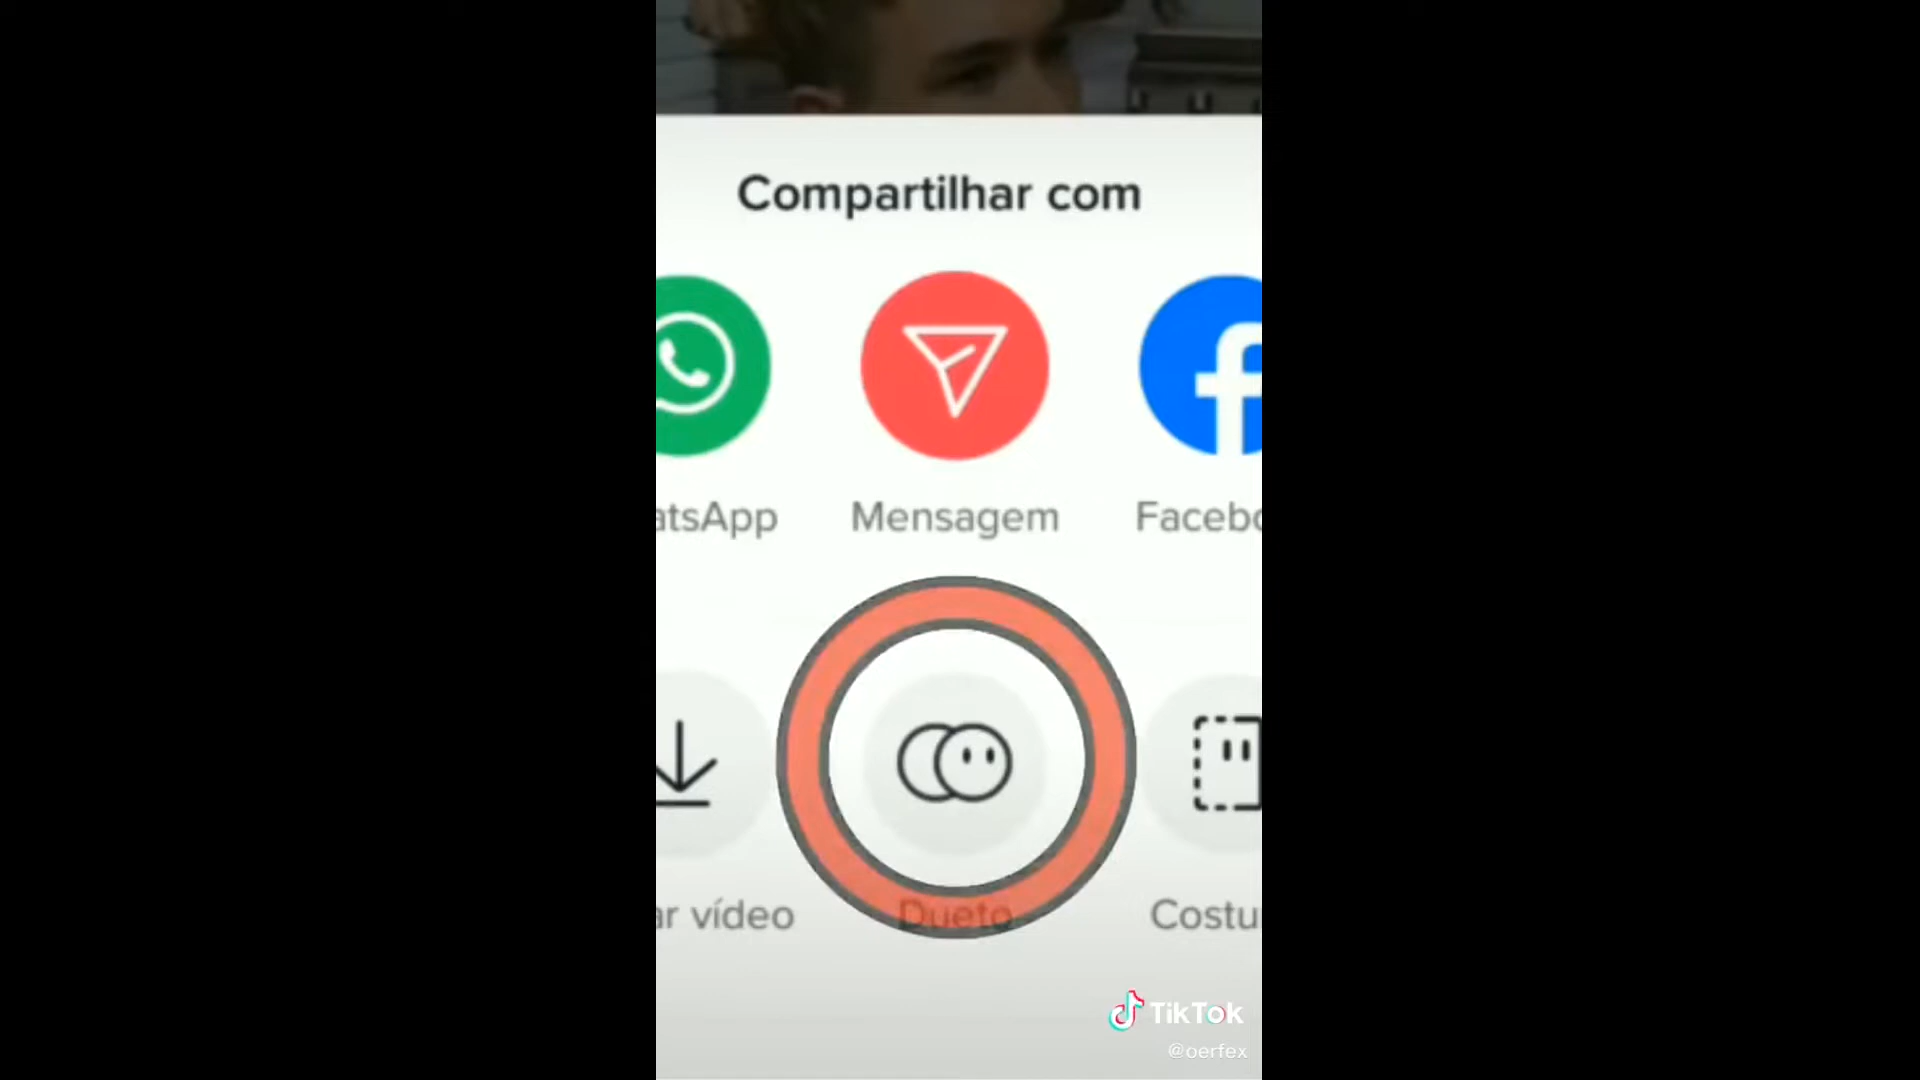 Compartilhar com
atsApp Mensagem Facebo
ar vídeo Dueto Costu
TikTok
@oerfex